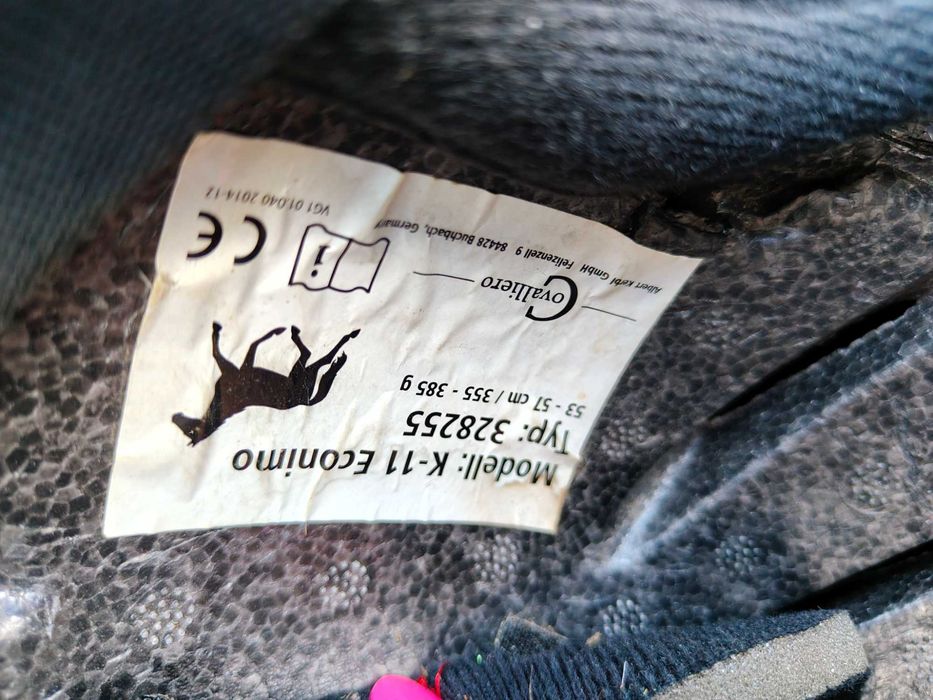 Modell: K-11 Econimo
Typ: 328255
53 - 57 cm / 355 - 385 g
Covalliero
Albert Kerbl GmbH Felizenzell 9 84428 Buchbach, Germany
i
CE
VG1 01.040 2014-12